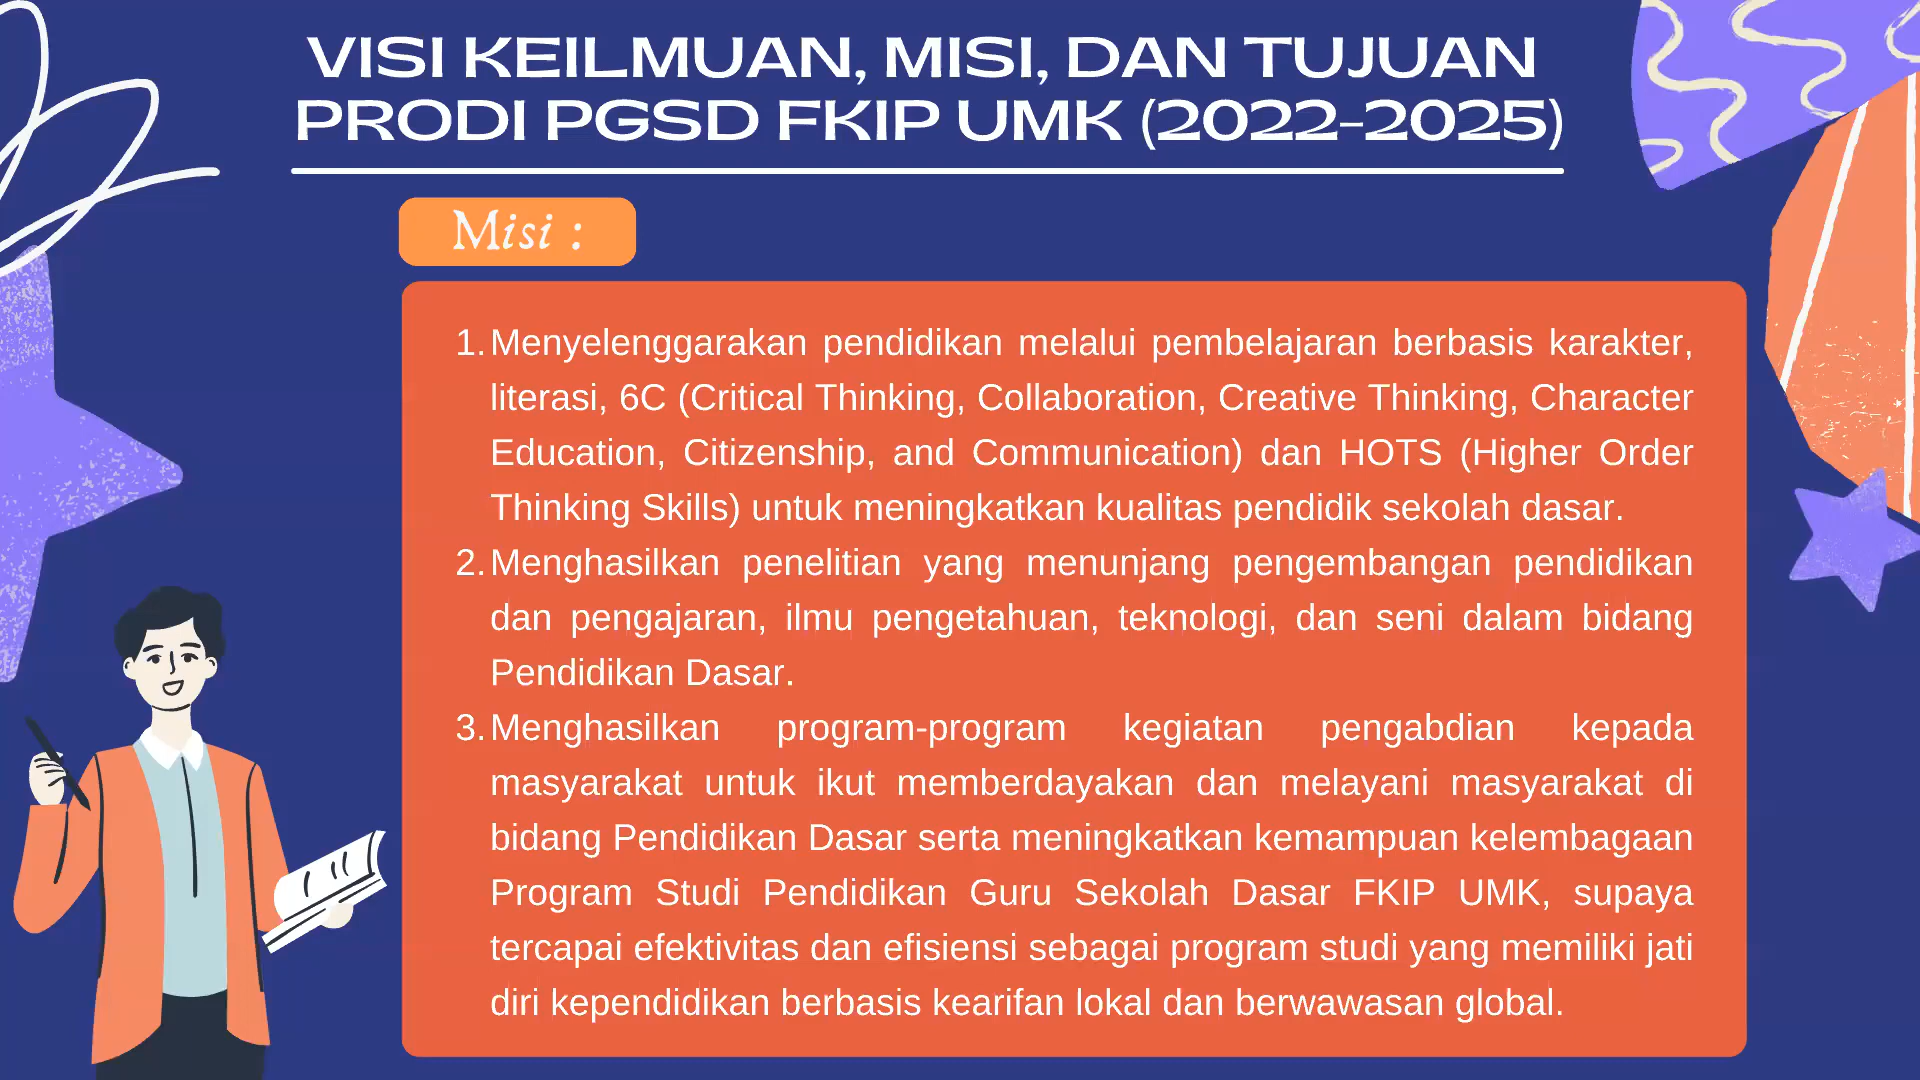 VISI KEILMUAN, MISI, DAN TUJUAN
PRODI PGSD FKIP UMK (2022-2025)
Misi :
1. Menyelenggarakan pendidikan melalui pembelajaran berbasis karakter,
literasi, 6C (Critical Thinking, Collaboration, Creative Thinking, Character
Education, Citizenship, and Communication) dan HOTS (Higher Order
Thinking Skills) untuk meningkatkan kualitas pendidik sekolah dasar.
2. Menghasilkan penelitian yang menunjang pengembangan pendidikan
dan pengajaran, ilmu pengetahuan, teknologi, dan seni dalam bidang
Pendidikan Dasar.
3. Menghasilkan program-program kegiatan pengabdian kepada
masyarakat untuk ikut memberdayakan dan melayani masyarakat di
bidang Pendidikan Dasar serta meningkatkan kemampuan kelembagaan
Program Studi Pendidikan Guru Sekolah Dasar FKIP UMK, supaya
tercapai efektivitas dan efisiensi sebagai program studi yang memiliki jati
diri kependidikan berbasis kearifan lokal dan berwawasan global.